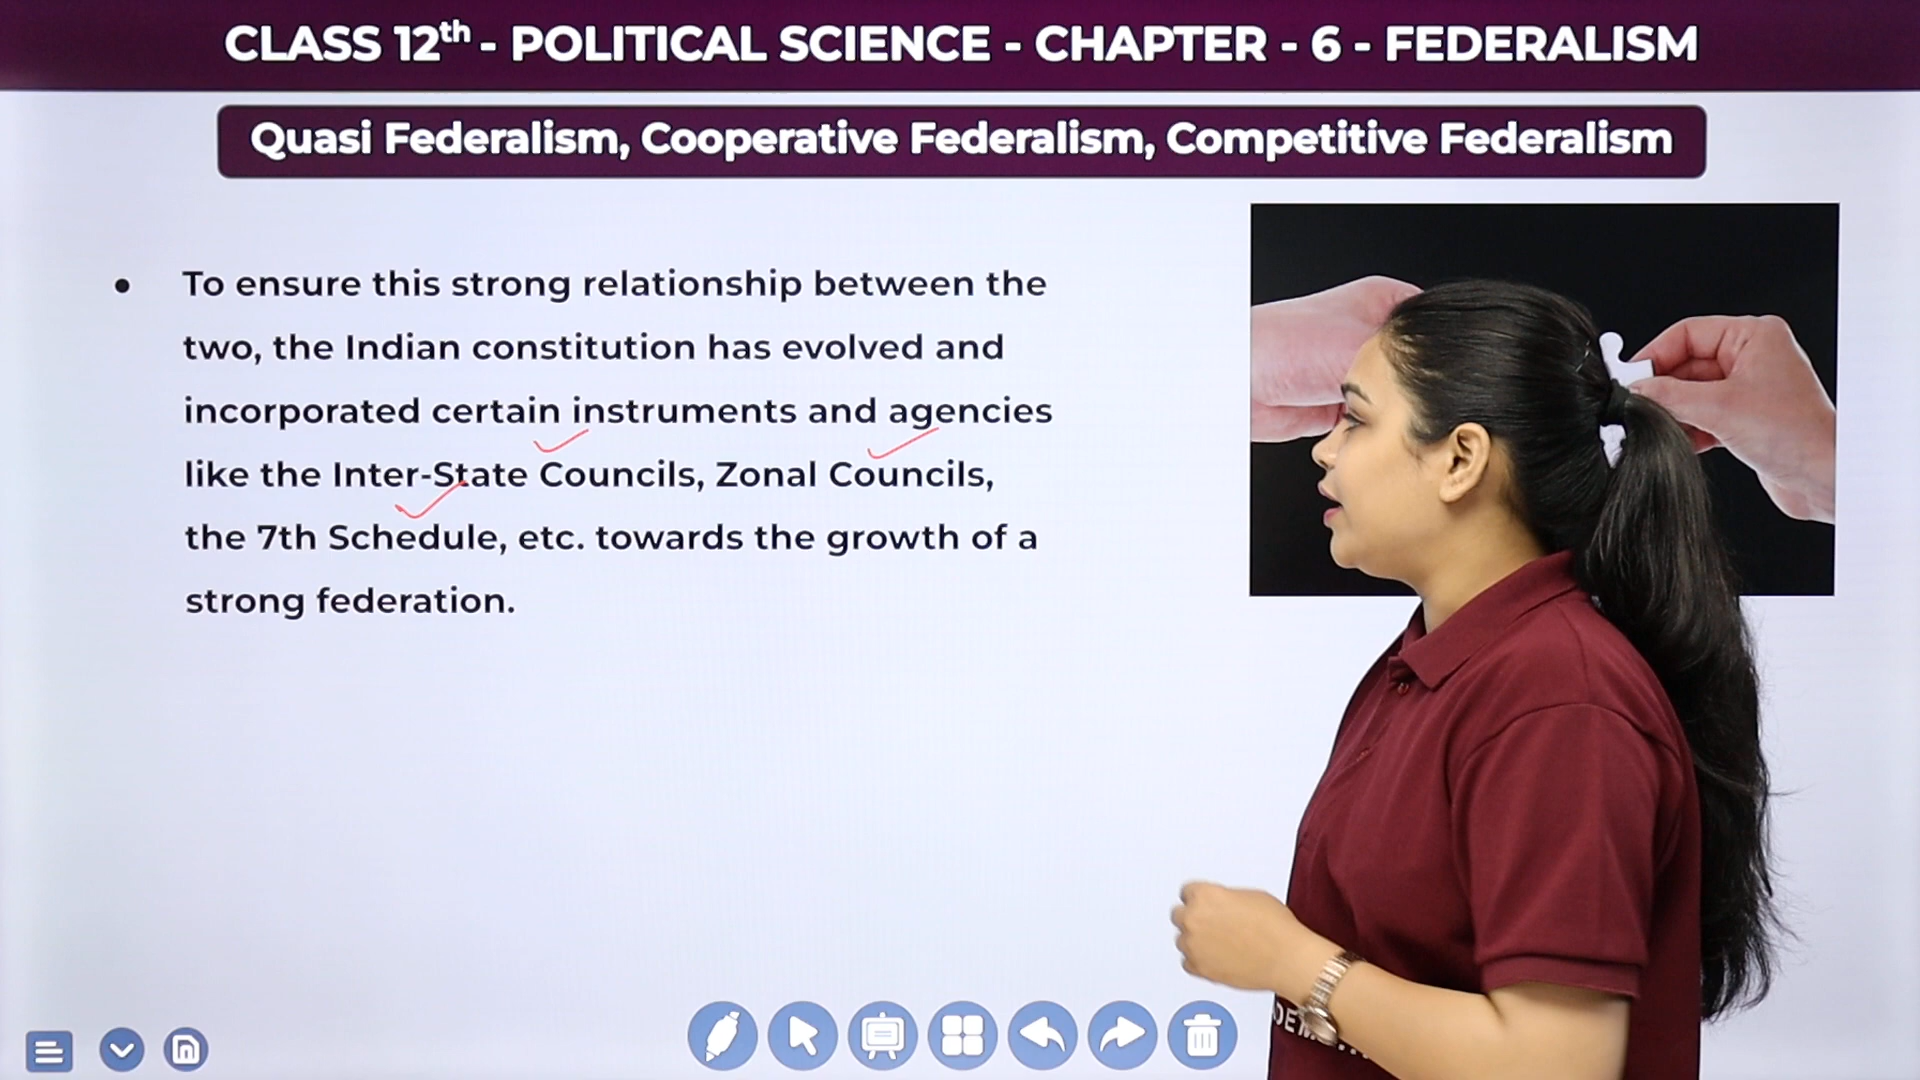 CLASS 12th - POLITICAL SCIENCE - CHAPTER - 6 - FEDERALISM
Quasi Federalism, Cooperative Federalism, Competitive Federalism
• To ensure this strong relationship between the
two, the Indian constitution has evolved and
incorporated certain instruments and agencies
like the Inter-State Councils, Zonal Councils,
the 7th Schedule, etc. towards the growth of a
strong federation.